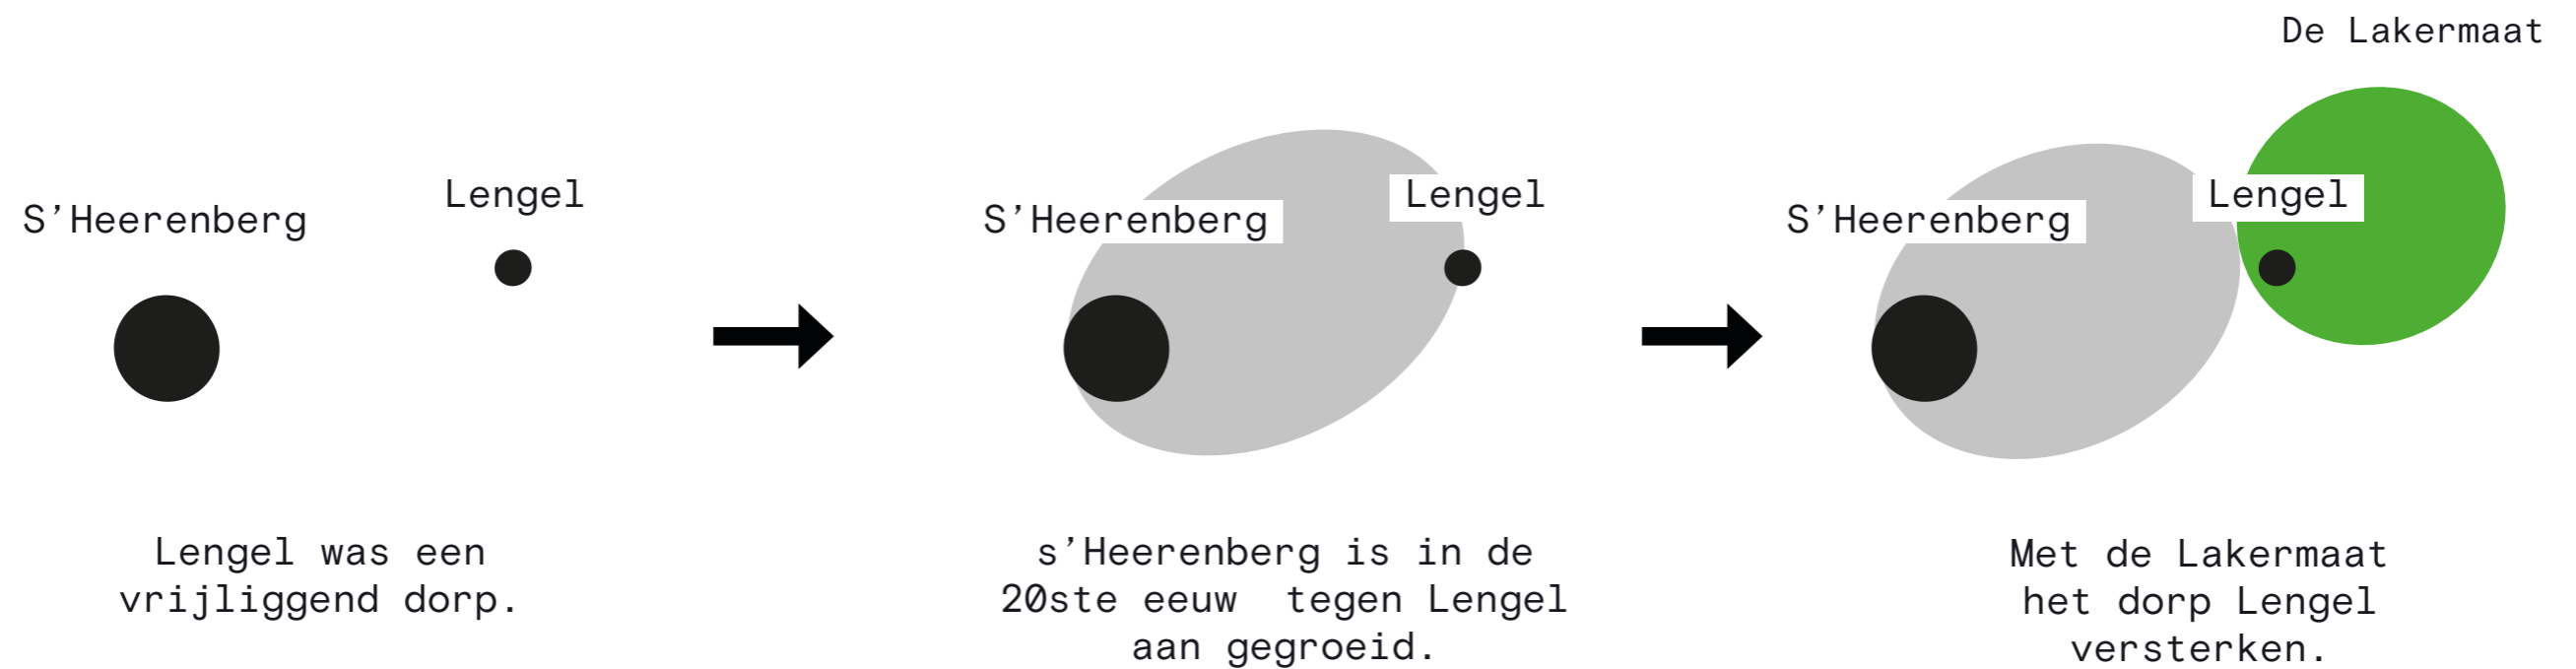 S’Heerenberg
Lengel
Lengel was een
vrijliggend dorp.
S’Heerenberg
Lengel
s’Heerenberg is in de
20ste eeuw  tegen Lengel
aan gegroeid.
De Lakermaat
S’Heerenberg
Lengel
Met de Lakermaat
het dorp Lengel
versterken.